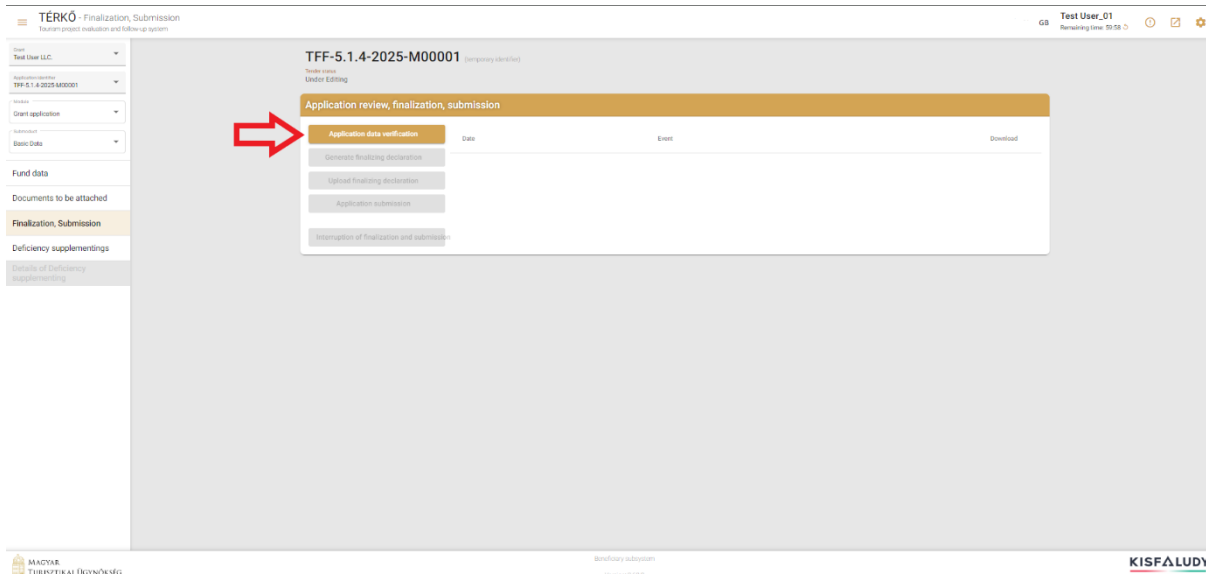 TÉRKŐ - Finalization, Submission
Tourism project evaluation and follow-up system
GB
Test User_01
Remaining time: 59:58
Grant
Test User LLC.
Application identifier
TFF-5.1.4-2025-M00001
Module
Grant application
Submodule
Basic Data
Fund data
Documents to be attached
Finalization, Submission
Deficiency supplementings
Details of Deficiency
supplementing
TFF-5.1.4-2025-M00001 (temporary identifier)
Tender status
Under Editing
Application review, finalization, submission
Application data verification
Generate finalizing declaration
Upload finalizing declaration
Application submission
Interruption of finalization and submission
Date
Event
Download
MAGYAR
TURISZTIKAI ÜGYNÖKSÉG
Beneficiary subsystem
KISFALUDY